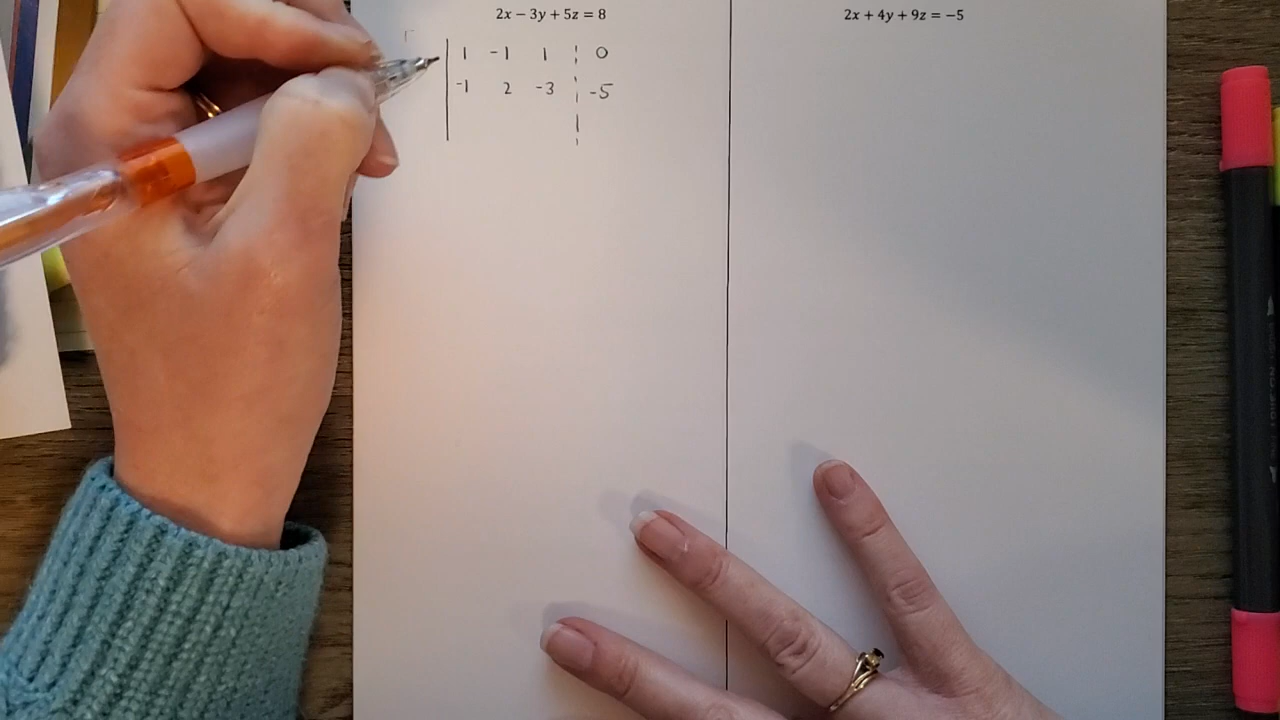 2x − 3y + 5z = 8
1 -1 1 0
-1 2 -3 -5
2x + 4y + 9z = −5